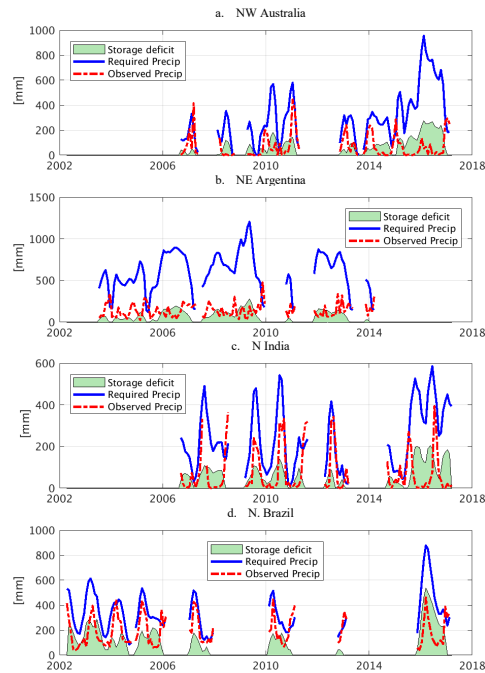 a. NW Australia
1000
800
600
400
200
0
[mm]
Storage deficit
Required Precip
Observed Precip
2002 2006 2010 2014 2018
b. NE Argentina
1500
1000
500
0
[mm]
Storage deficit
Required Precip
Observed Precip
2002 2006 2010 2014 2018
c. N India
600
400
200
0
[mm]
Storage deficit
Required Precip
Observed Precip
2002 2006 2010 2014 2018
d. N. Brazil
1000
800
600
400
200
0
[mm]
Storage deficit
Required Precip
Observed Precip
2002 2006 2010 2014 2018